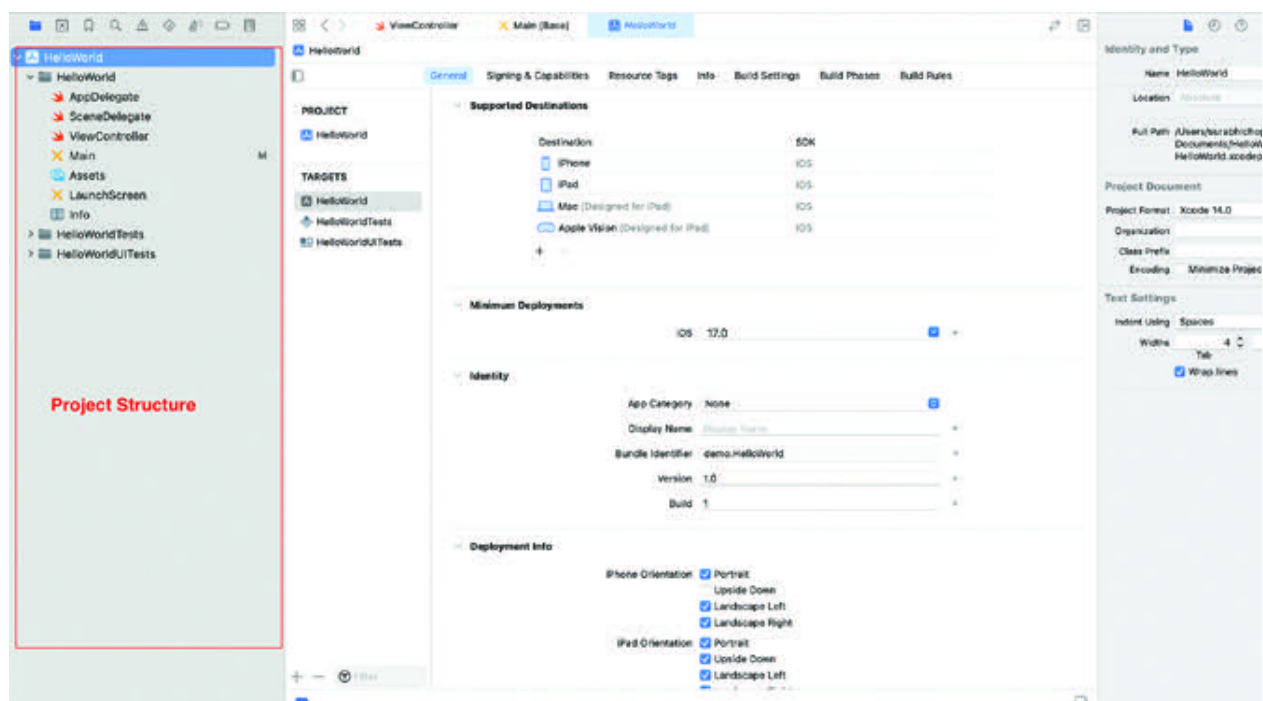 ViewController
Main (Base)
HelloWorld
HelloWorld
HelloWorld
HelloWorld
AppDelegate
SceneDelegate
ViewController
Main M
Assets
LaunchScreen
Info
HelloWorldTests
HelloWorldUITests
Project Structure
PROJECT
HelloWorld
TARGETS
HelloWorld
HelloWorldTests
HelloWorldUITests
Filter
General Signing & Capabilities Resource Tags Info Build Settings Build Phases Build Rules
Supported Destinations
Destination SDK
iPhone iOS
iPad iOS
Mac (Designed for iPad) iOS
Apple Vision (Designed for iPad) iOS
Minimum Deployments
iOS 17.0
Identity
App Category None
Display Name Display Name
Bundle Identifier demo.HelloWorld
Version 1.0
Build 1
Deployment Info
iPhone Orientation Portrait
Upside Down
Landscape Left
Landscape Right
iPad Orientation Portrait
Upside Down
Landscape Left
Identity and Type
Name HelloWorld
Location
Full Path
Documents/HelloW
HelloWorld.xcodep
Project Document
Project Format Xcode 14.0
Organization
Class Prefix
Encoding Minimize Projec
Text Settings
Indent Using Spaces
Widths 4
Tab
Wrap lines